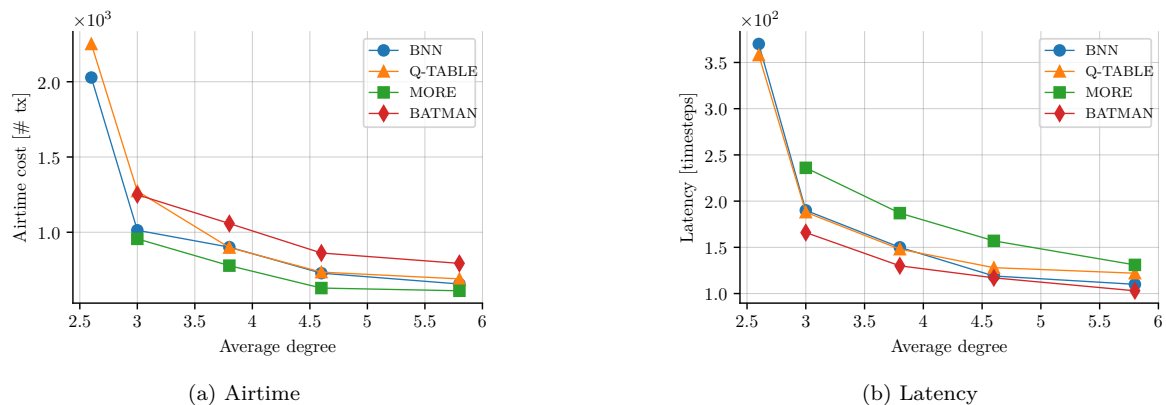 ×10³
Airtime cost [# tx]
2.0
1.5
1.0
2.5 3 3.5 4 4.5 5 5.5 6
Average degree
BNN
Q-TABLE
MORE
BATMAN
(a) Airtime
×10²
Latency [timesteps]
3.5
3.0
2.5
2.0
1.5
1.0
2.5 3 3.5 4 4.5 5 5.5 6
Average degree
BNN
Q-TABLE
MORE
BATMAN
(b) Latency